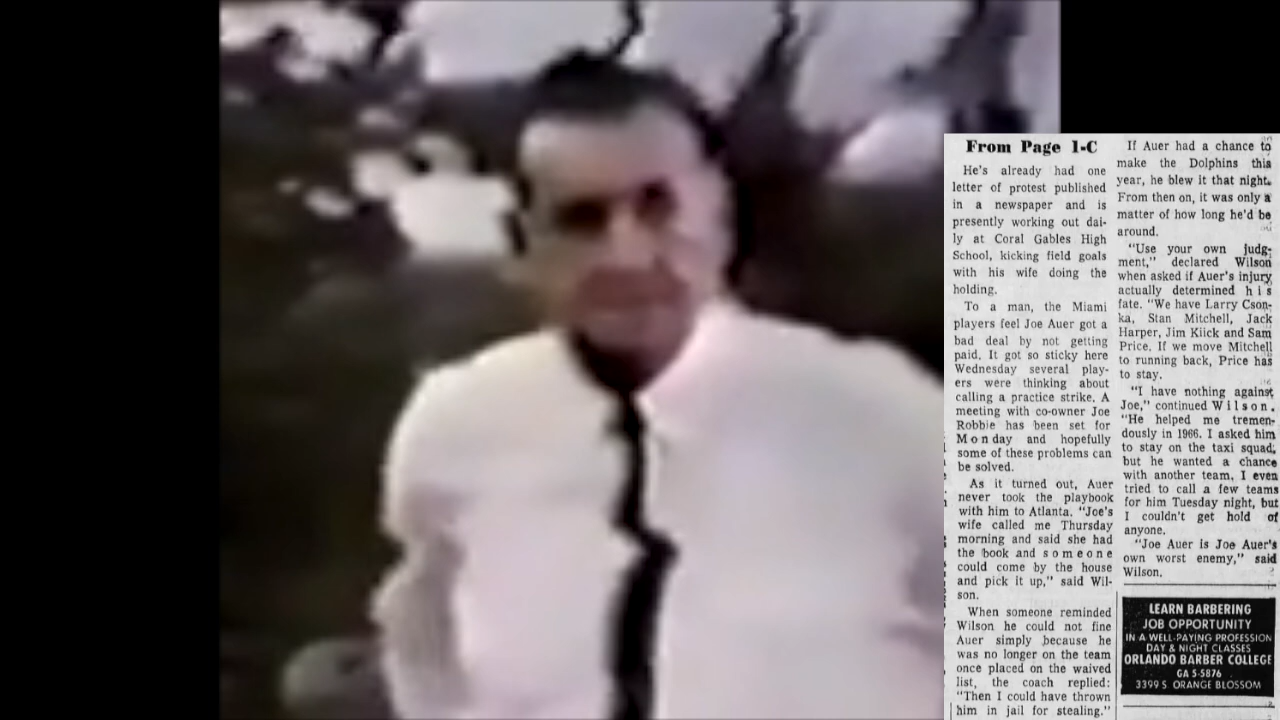 From Page 1-C
He's already had one
letter of protest published
in a newspaper and is
presently working out dai-
ly at Coral Gables High
School, kicking field goals
with his wife doing the
holding.
To a man, the Miami
players feel Joe Auer got a
bad deal by not getting
paid. It got so sticky here
Wednesday several play-
ers were thinking about
calling a practice strike. A
meeting with co-owner Joe
Robbie has been set for
Monday and hopefully
some of these problems can
be solved.
As it turned out, Auer
never took the playbook
with him to Atlanta. "Joe's
wife called me Thursday
morning and said she had
the book and someone
could come by the house
and pick it up," said Wil-
son.
When someone reminded
Wilson he could not fine
Auer simply because he
was no longer on the team
once placed on the waived
list, the coach replied:
"Then I could have thrown
him in jail for stealing."
If Auer had a chance to
make the Dolphins this
year, he blew it that night.
From then on, it was only a
matter of how long he'd be
around.
"Use your own judg-
ment," declared Wilson
when asked if Auer's injury
actually determined his
fate. "We have Larry Cson-
ka, Stan Mitchell, Jack
Harper, Jim Kiick and Sam
Price. If we move Mitchell
to running back, Price has
to stay.
"I have nothing against
Joe," continued Wilson.
"He helped me tremen-
dously in 1966. I asked him
to stay on the taxi squad,
but he wanted a chance
with another team, I even
tried to call a few teams
for him Tuesday night, but
I couldn't get hold of
anyone.
"Joe Auer is Joe Auer's
own worst enemy," said
Wilson.
LEARN BARBERING
JOB OPPORTUNITY
IN A WELL-PAYING PROFESSION
DAY & NIGHT CLASSES
ORLANDO BARBER COLLEGE
GA 5-5876
3399 S. ORANGE BLOSSOM